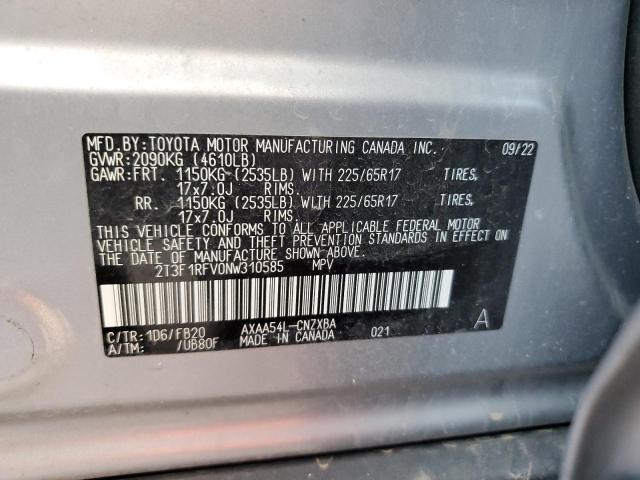 MFD.BY:TOYOTA MOTOR MANUFACTURING CANADA INC. 09/22
GVWR:2090KG (4610LB)
GAWR:FRT. 1150KG (2535LB) WITH 225/65R17 TIRES,
17x7.0J RIMS.
RR. 1150KG (2535LB) WITH 225/65R17 TIRES,
17x7.0J RIMS.
THIS VEHICLE CONFORMS TO ALL APPLICABLE FEDERAL MOTOR
VEHICLE SAFETY AND THEFT PREVENTION STANDARDS IN EFFECT ON
THE DATE OF MANUFACTURE SHOWN ABOVE.
2T3F1RFV0NW310585 MPV
C/TR:1D6/FB20 AXAA54L-CNZXBA 021 A
A/TM: /UB80F MADE IN CANADA